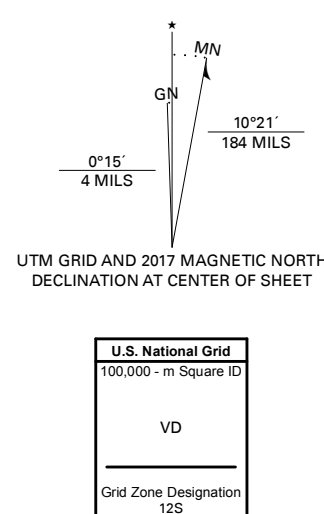 ★
MN
GN
10°21´
184 MILS
0°15´
4 MILS
UTM GRID AND 2017 MAGNETIC NORTH
DECLINATION AT CENTER OF SHEET
U.S. National Grid
100,000 - m Square ID
VD
Grid Zone Designation
12S